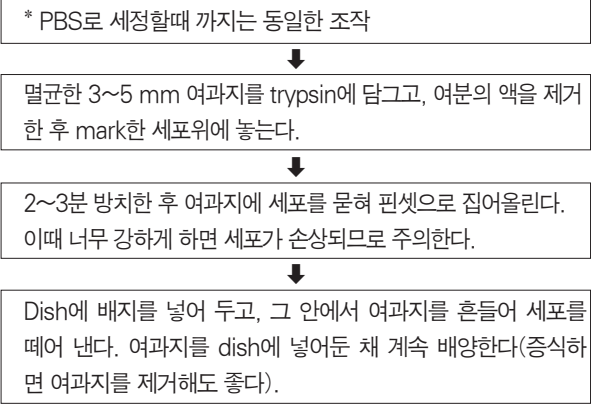 * PBS로 세정할때 까지는 동일한 조작
멸균한 3~5 mm 여과지를 trypsin에 담그고, 여분의 액을 제거
한 후 mark한 세포위에 놓는다.
2~3분 방치한 후 여과지에 세포를 묻혀 핀셋으로 집어올린다.
이때 너무 강하게 하면 세포가 손상되므로 주의한다.
Dish에 배지를 넣어 두고, 그 안에서 여과지를 흔들어 세포를
떼어 낸다. 여과지를 dish에 넣어둔 채 계속 배양한다(증식하
면 여과지를 제거해도 좋다).